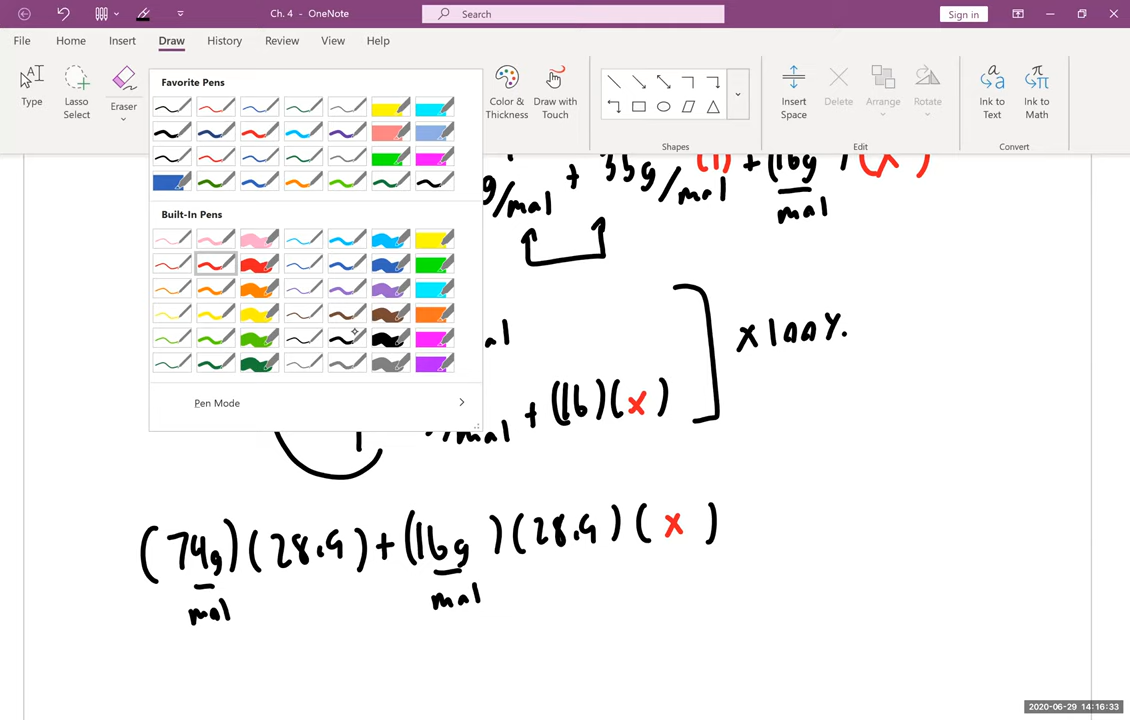 Ch. 4 - OneNote
Search
Sign in
File Home Insert Draw History Review View Help
Type
Lasso Select
Eraser
Favorite Pens
Built-In Pens
Pen Mode
Color & Thickness
Draw with Touch
Shapes
Insert Space
Delete
Arrange
Rotate
Edit
Ink to Text
Ink to Math
Convert
g/mol + 35g/mol (1) + (16g/mol) (x)
x 100%
+ (16)(x)
(74g/mol)(28.9) + (16g/mol)(28.9)(x)
2020-06-29 14:16:33